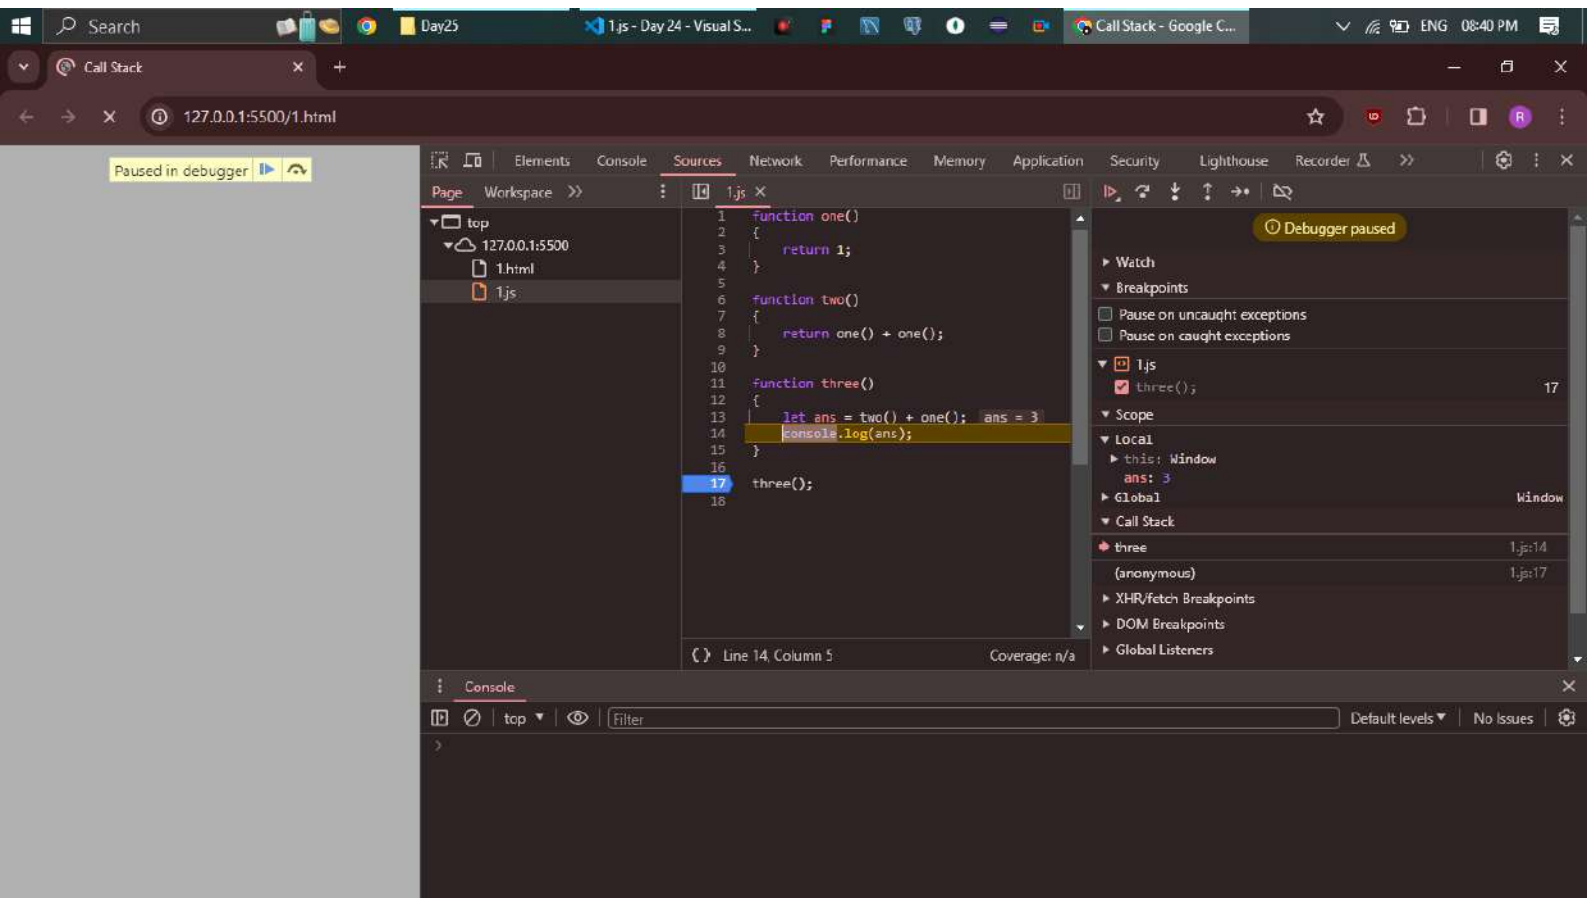 Search
Day25
1.js - Day 24 - Visual S...
Call Stack - Google C...
ENG
08:40 PM
Call Stack
127.0.0.1:5500/1.html
R
Paused in debugger
Elements Console Sources Network Performance Memory Application Security Lighthouse Recorder
Page Workspace
1.js
top
127.0.0.1:5500
1.html
1.js
1 function one()
2 {
3 return 1;
4 }
5
6 function two()
7 {
8 return one() + one();
9 }
10
11 function three()
12 {
13 let ans = two() + one(); ans = 3
14 console.log(ans);
15 }
16
17 three();
18
{} Line 14, Column 5 Coverage: n/a
Debugger paused
Watch
Breakpoints
Pause on uncaught exceptions
Pause on caught exceptions
1.js
three(); 17
Scope
Local
this: Window
ans: 3
Global Window
Call Stack
three 1.js:14
(anonymous) 1.js:17
XHR/fetch Breakpoints
DOM Breakpoints
Global Listeners
Console
top Filter Default levels No Issues